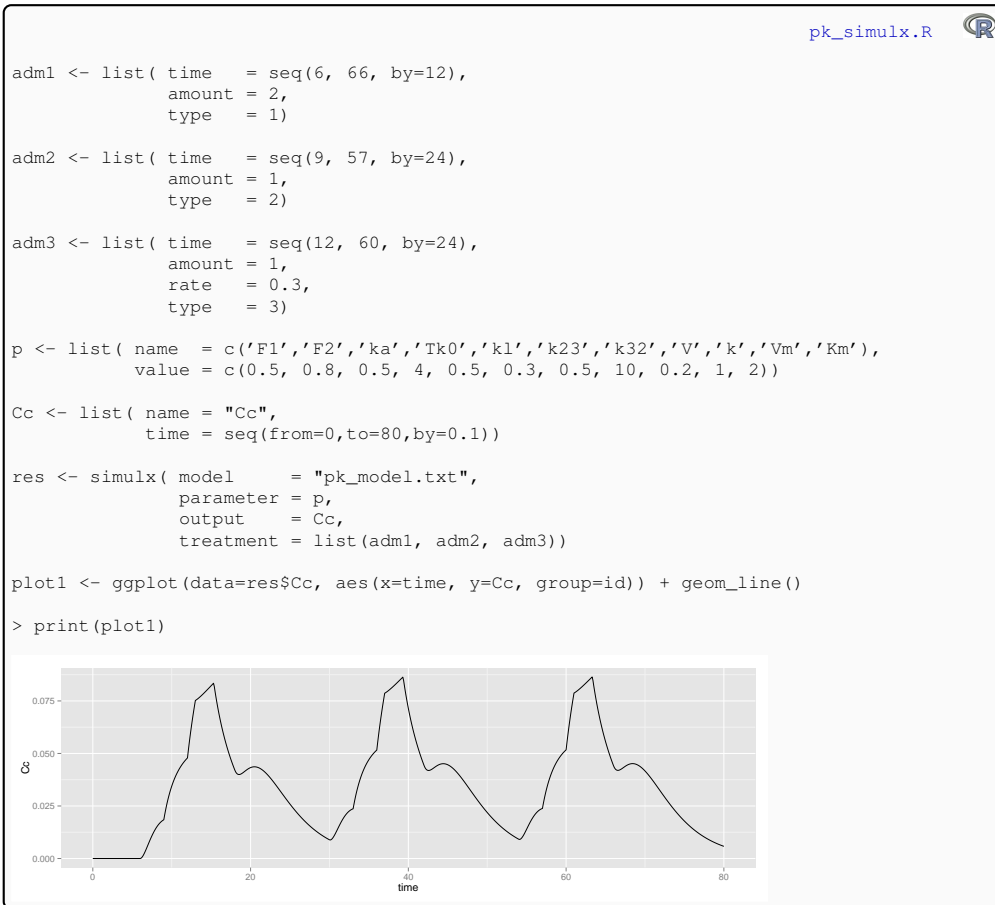 pk_simulx.R R
adm1 <- list( time   = seq(6, 66, by=12),
              amount = 2,
              type   = 1)
adm2 <- list( time   = seq(9, 57, by=24),
              amount = 1,
              type   = 2)
adm3 <- list( time   = seq(12, 60, by=24),
              amount = 1,
              rate   = 0.3,
              type   = 3)
p <- list( name  = c('F1','F2','ka','Tk0','kl','k23','k32','V','k','Vm','Km'),
           value = c(0.5, 0.8, 0.5, 4, 0.5, 0.3, 0.5, 10, 0.2, 1, 2))
Cc <- list( name = "Cc",
            time = seq(from=0,to=80,by=0.1))
res <- simulx( model     = "pk_model.txt",
               parameter = p,
               output    = Cc,
               treatment = list(adm1, adm2, adm3))
plot1 <- ggplot(data=res$Cc, aes(x=time, y=Cc, group=id)) + geom_line()
> print(plot1)
0.075
0.050
Cc
0.025
0.000
0 20 40 60 80
time